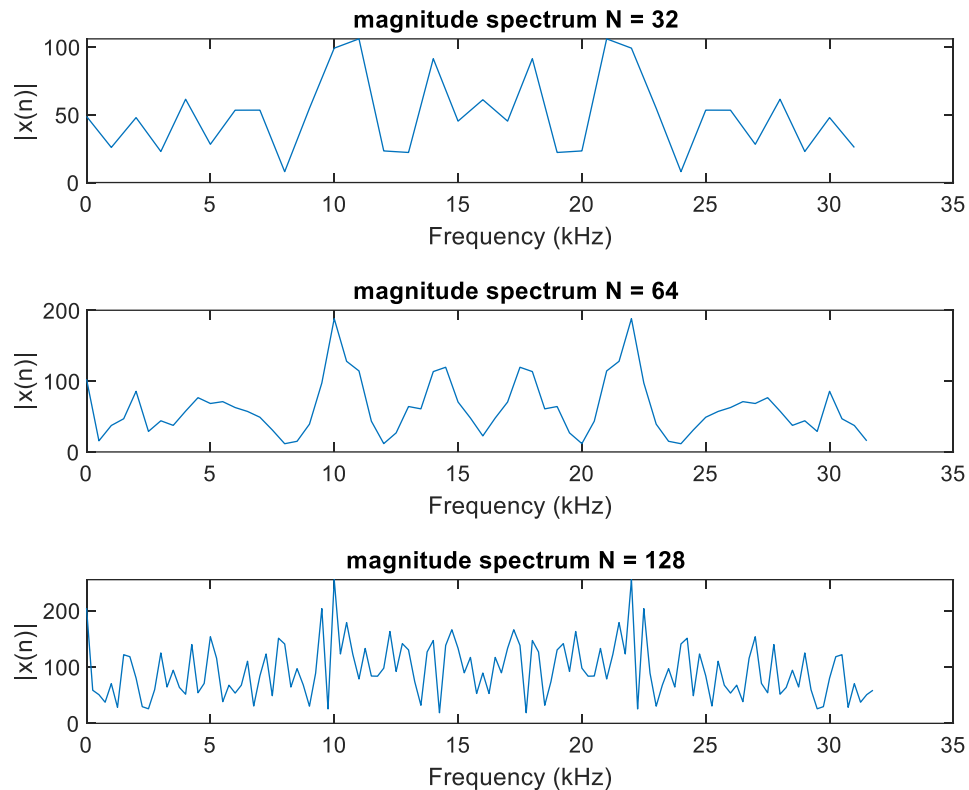 magnitude spectrum N = 32
|x(n)|
100
50
0
0 5 10 15 20 25 30 35
Frequency (kHz)
magnitude spectrum N = 64
|x(n)|
200
100
0
0 5 10 15 20 25 30 35
Frequency (kHz)
magnitude spectrum N = 128
|x(n)|
200
100
0
0 5 10 15 20 25 30 35
Frequency (kHz)